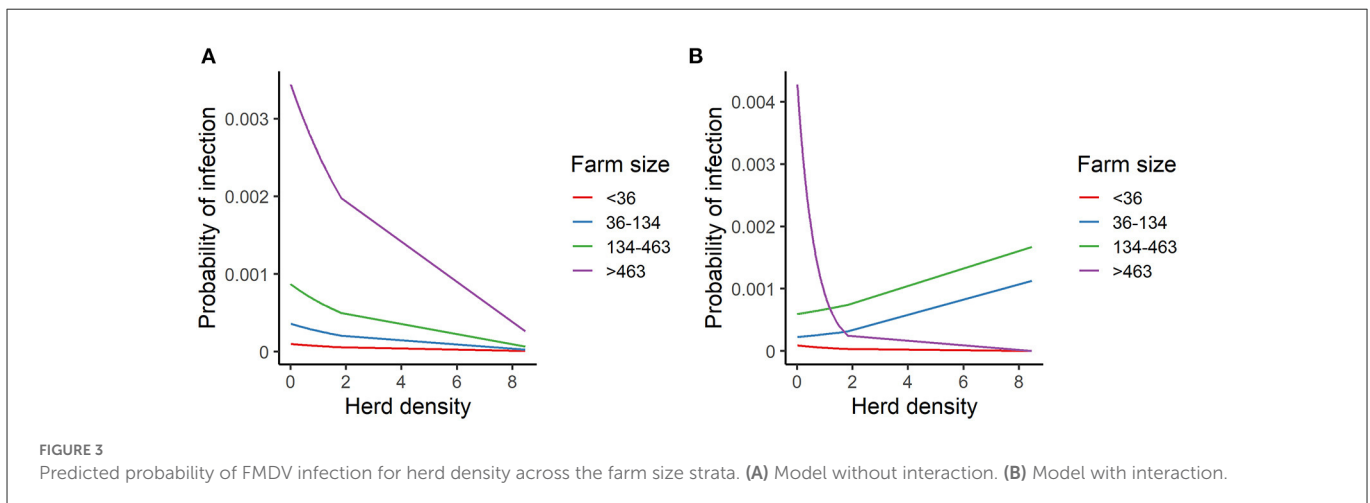 A
Probability of infection
0.003
0.002
0.001
0
0 2 4 6 8
Herd density
Farm size
<36
36-134
134-463
>463
B
Probability of infection
0.004
0.003
0.002
0.001
0
0 2 4 6 8
Herd density
Farm size
<36
36-134
134-463
>463
FIGURE 3
Predicted probability of FMDV infection for herd density across the farm size strata. (A) Model without interaction. (B) Model with interaction.